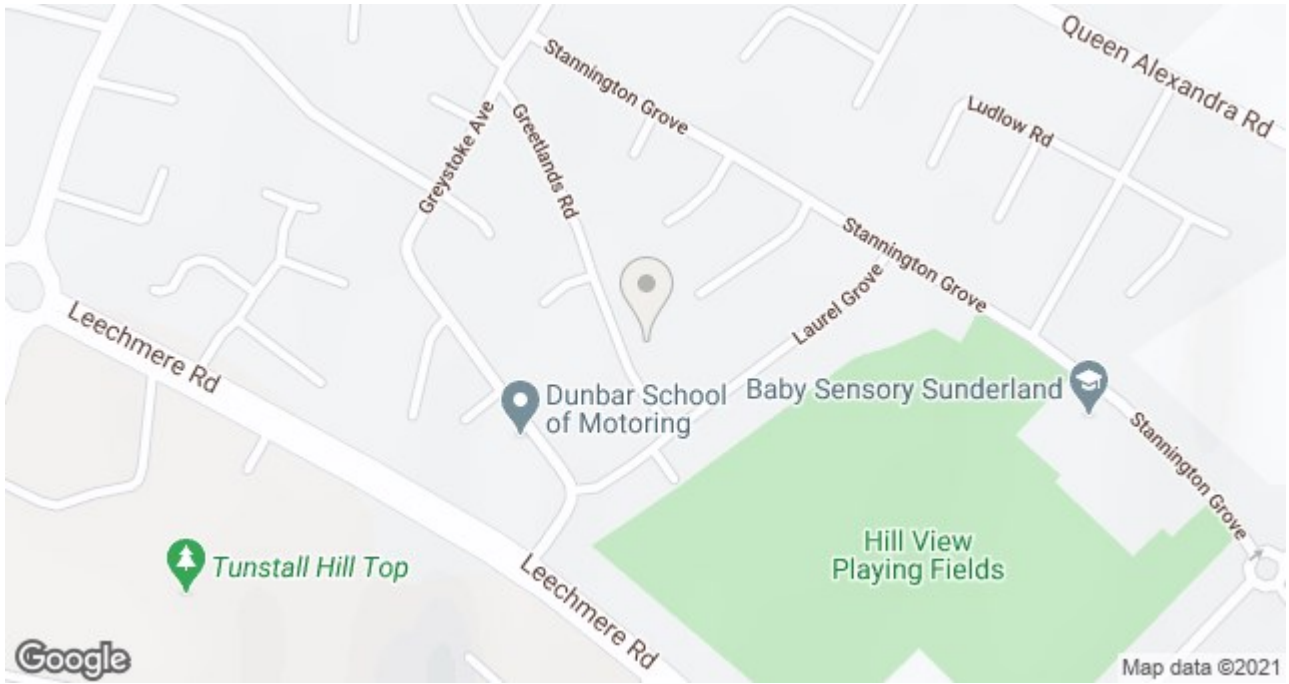 Queen Alexandra Rd
Stannington Grove
Ludlow Rd
Greystoke Ave
Greetlands Rd
Stannington Grove
Laurel Grove
Leechmere Rd
Dunbar School
of Motoring
Baby Sensory Sunderland
Stannington Grove
Hill View
Playing Fields
Tunstall Hill Top
Leechmere Rd
Google
Map data ©2021